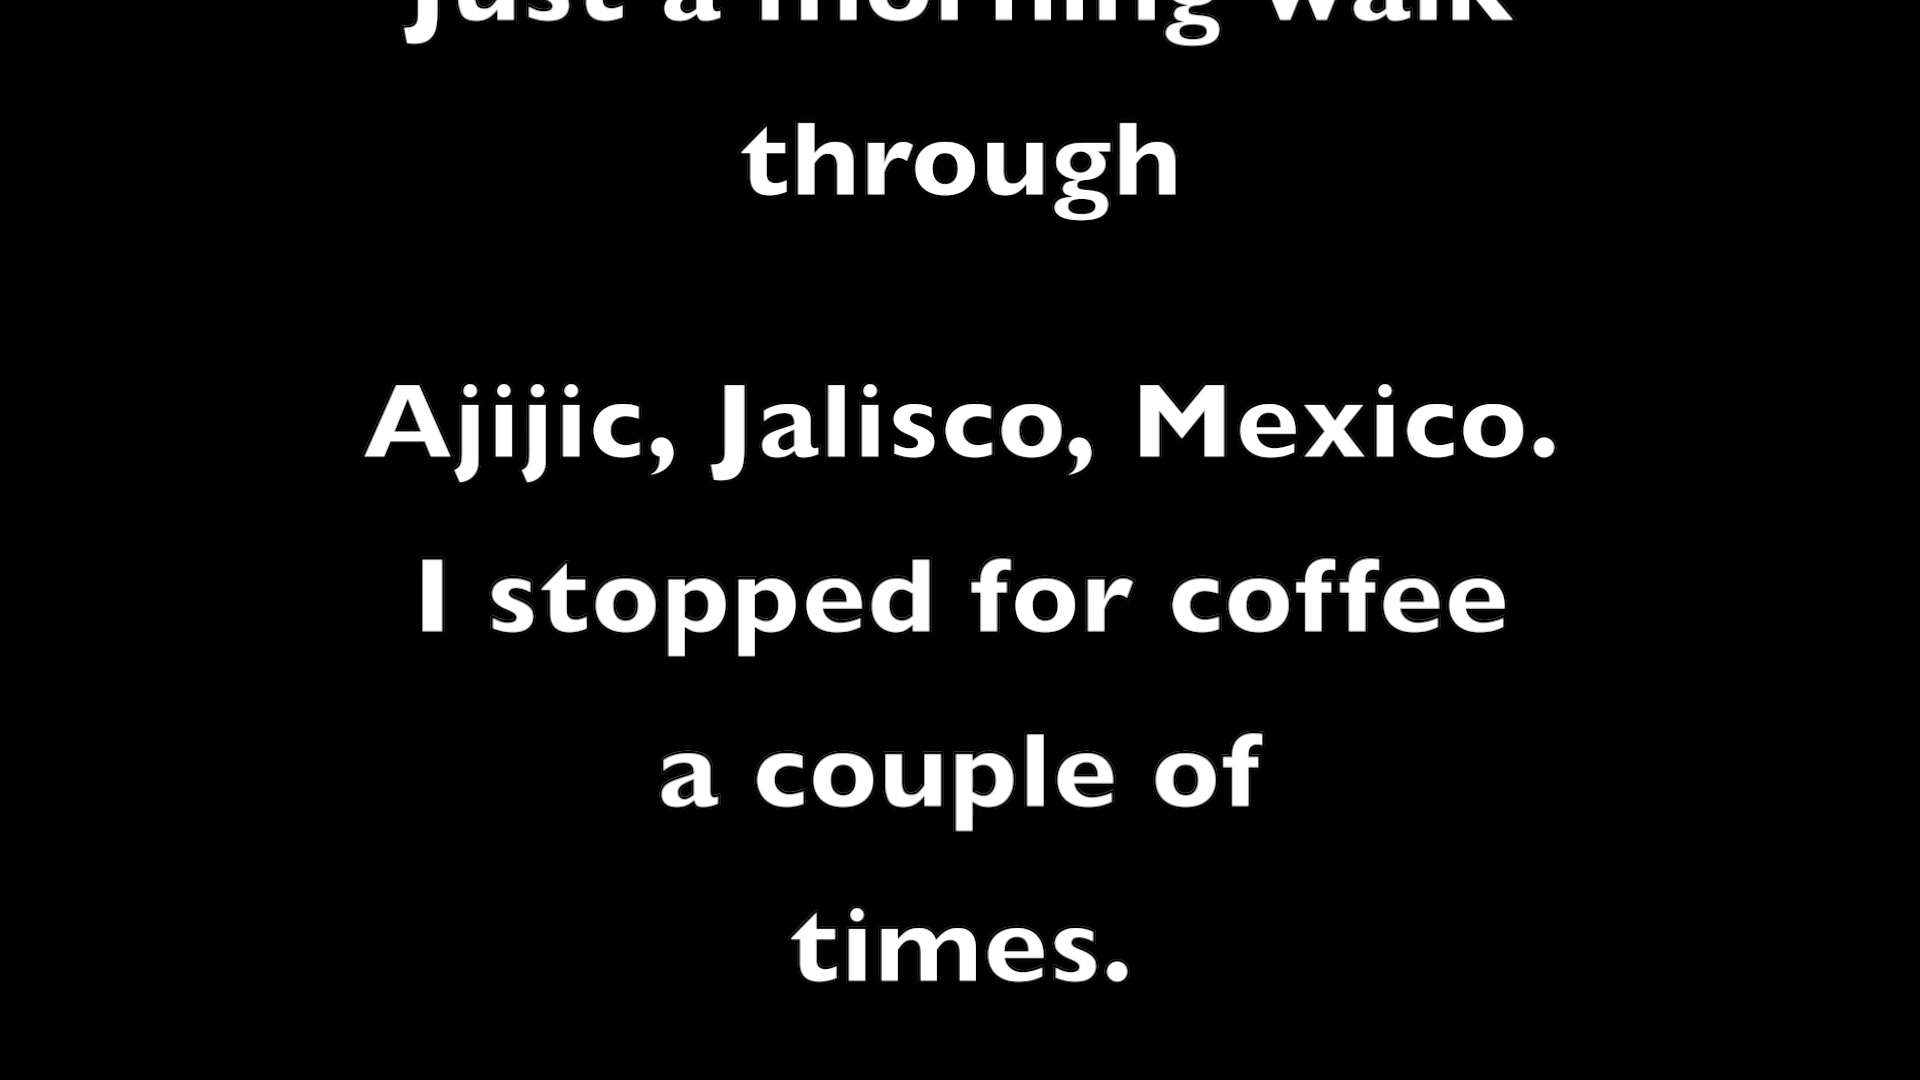 Just a morning walk
through
Ajijic, Jalisco, Mexico.
I stopped for coffee
a couple of
times.